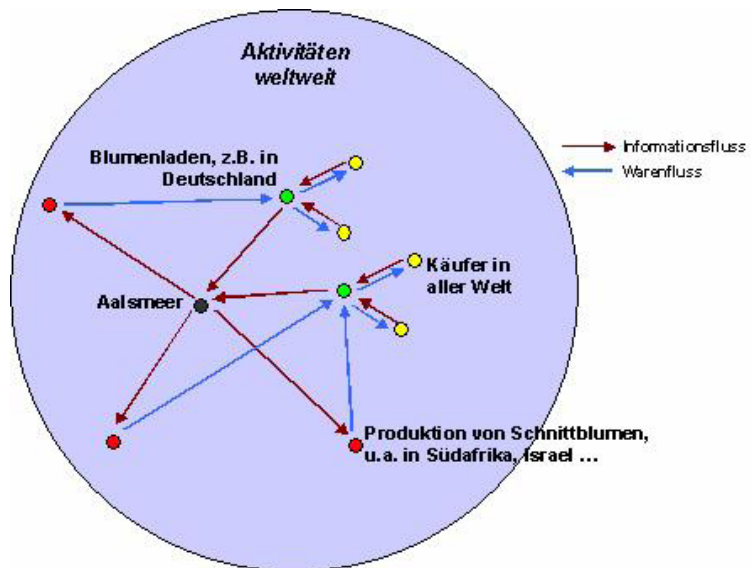 Aktivitäten
weltweit
Blumenladen, z.B. in
Deutschland
Informationsfluss
Warenfluss
Käufer in
aller Welt
Aalsmeer
Produktion von Schnittblumen,
u.a. in Südafrika, Israel ...